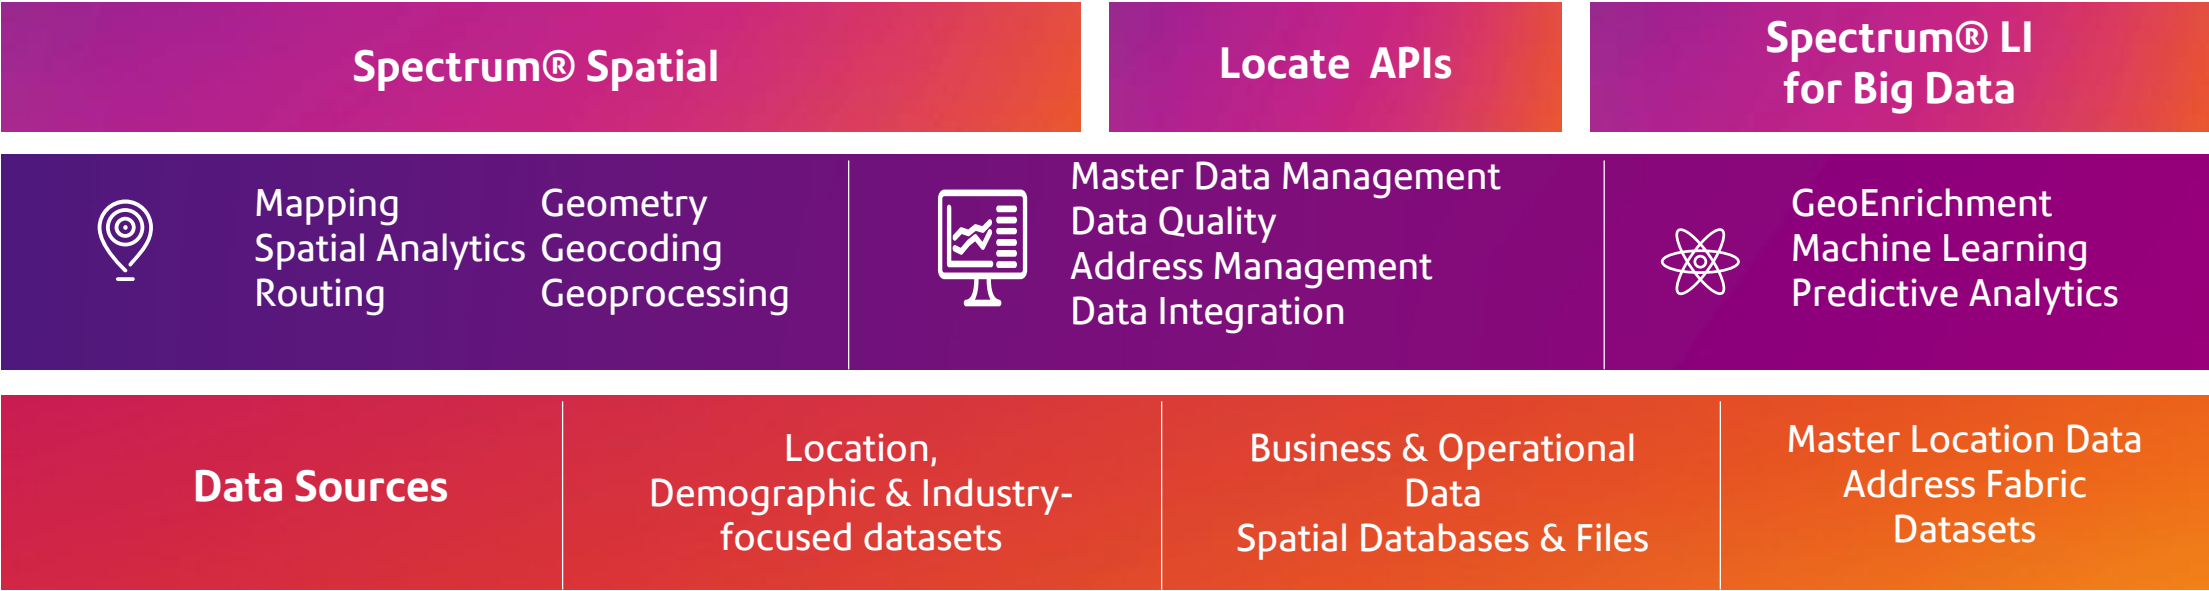 Spectrum® Spatial
Locate APIs
Spectrum® LI
for Big Data
Mapping
Spatial Analytics
Routing
Geometry
Geocoding
Geoprocessing
Master Data Management
Data Quality
Address Management
Data Integration
GeoEnrichment
Machine Learning
Predictive Analytics
Data Sources
Location,
Demographic & Industry-
focused datasets
Business & Operational
Data
Spatial Databases & Files
Master Location Data
Address Fabric
Datasets